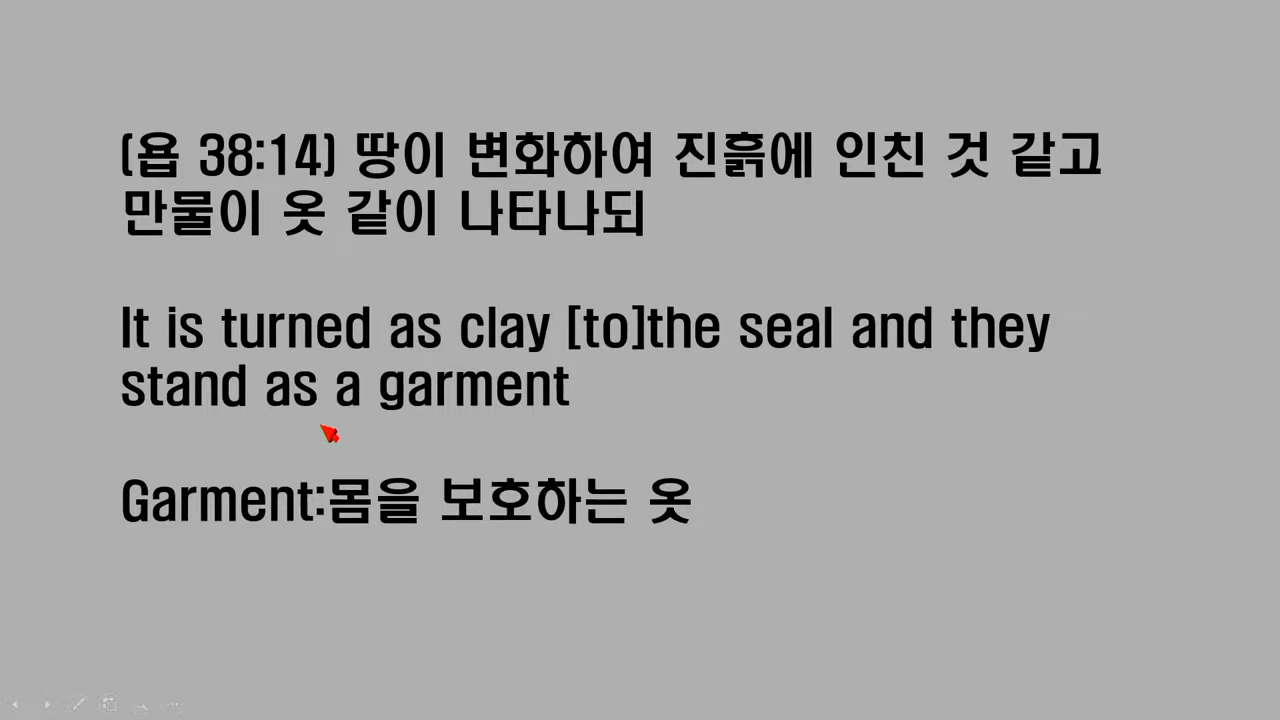 (욥 38:14) 땅이 변화하여 진흙에 인친 것 같고
만물이 옷 같이 나타나되
It is turned as clay [to]the seal and they
stand as a garment
Garment:몸을 보호하는 옷